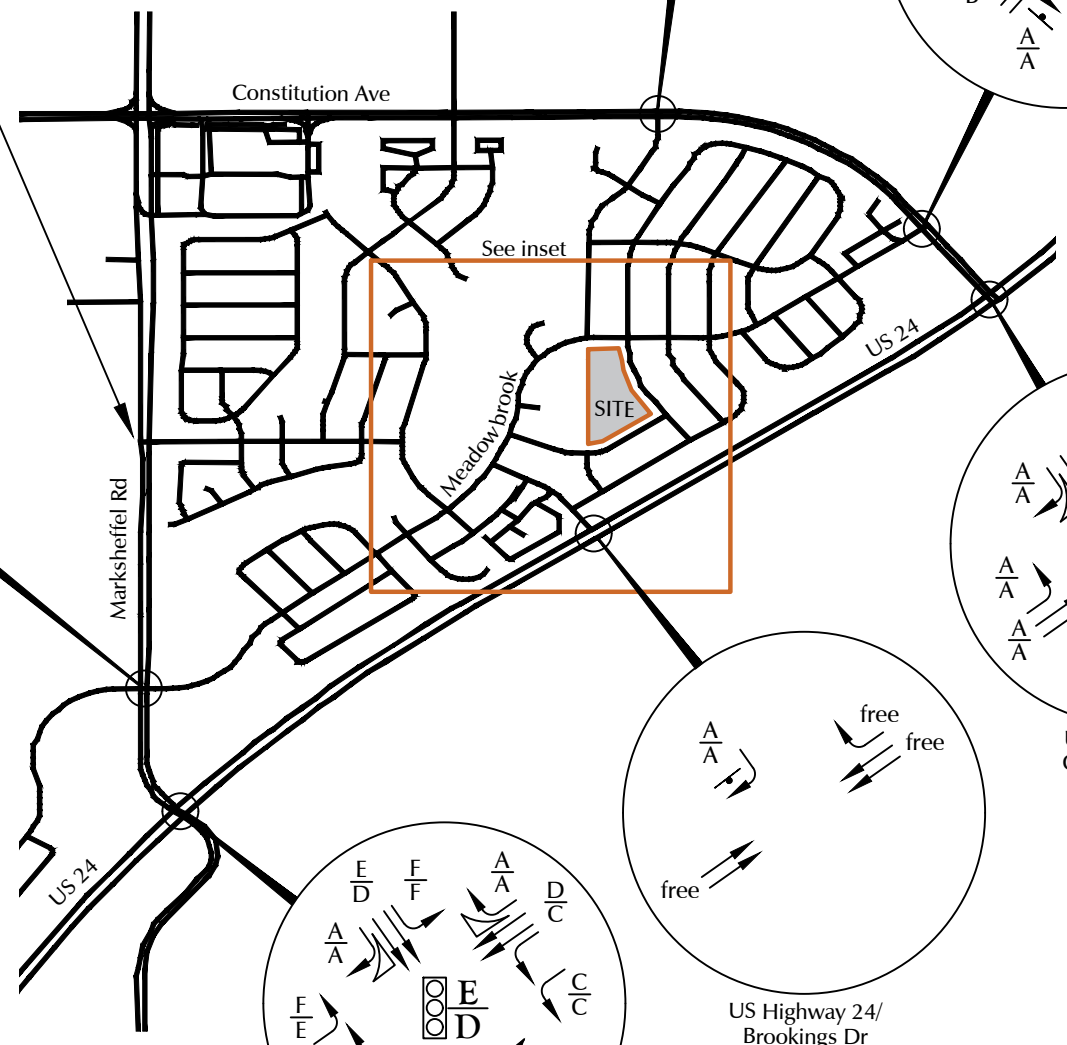 B
A
A
Constitution Ave
See inset
US 24
Meadowbrook
SITE
Marksheffel Rd
A
A
A
A
A
A
free
free
A
A
free
US 24
E
D
F
F
A
A
D
C
A
A
F
E
E
D
C
C
US Highway 24/
Brookings Dr